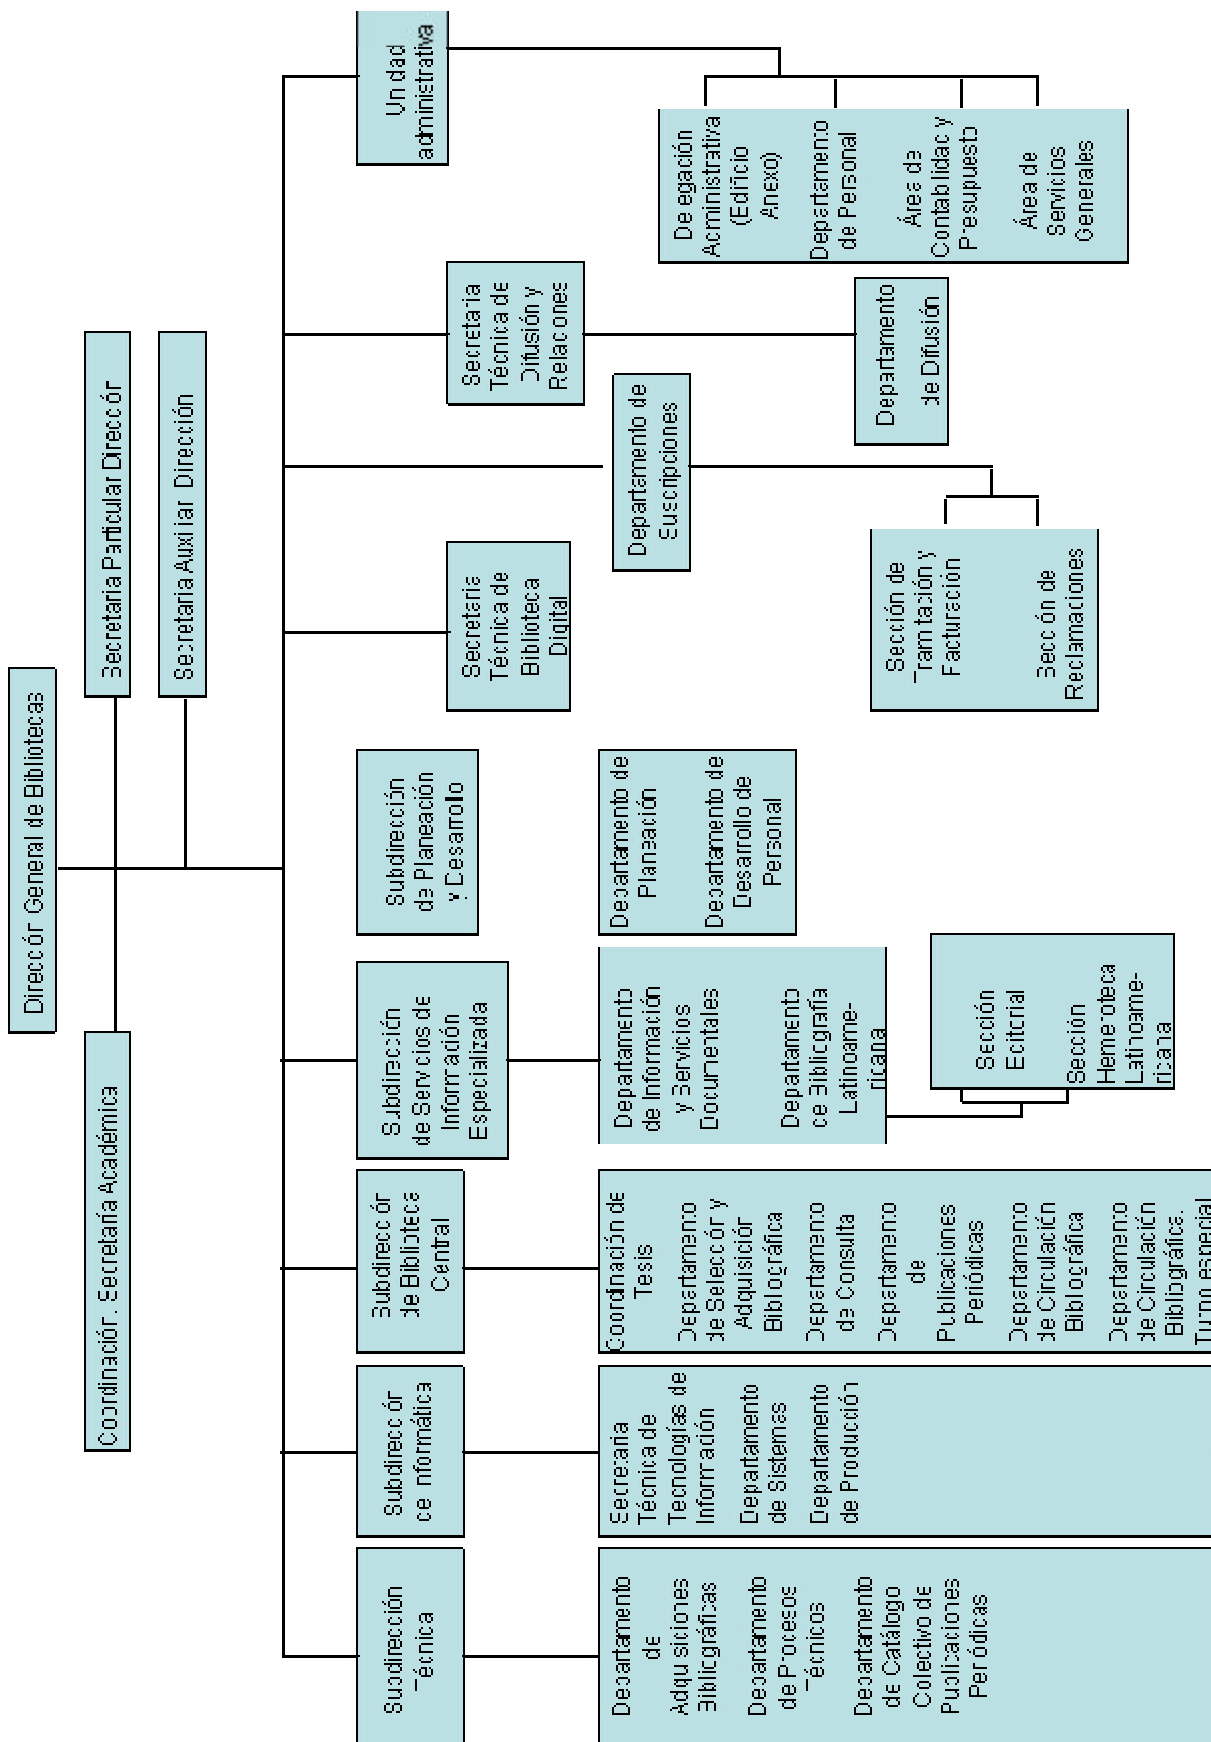 Dirección General de Bibliotecas
Coordinación. Secretaría Académica
Secretaria Particular Dirección
Secretaria Auxiliar Dirección
Subdirección
Técnica
Subdirección
de Informática
Subdirección
de Biblioteca
Central
Subdirección
de Servicios de
Información
Especializada
Subdirección
de Planeación
y Desarrollo
Secretaría
Técnica de
Biblioteca
Digital
Departamento de
Suscripciones
Secretaría
Técnica de
Difusión y
Relaciones
Unidad
administrativa
Departamento
de
Adquisiciones
Bibliográficas
Departamento
de Procesos
Técnicos
Departamento
de Catálogo
Colectivo de
Publicaciones
Periódicas
Secretaría
Técnica de
Tecnologías de
Información
Departamento
de Sistemas
Departamento
de Producción
Coordinación de
Tesis
Departamento
de Selección y
Adquisición
Bibliográfica
Departamento
de Consulta
Departamento
de
Publicaciones
Periódicas
Departamento
de Circulación
Bibliográfica
Departamento
de Circulación
Bibliográfica.
Turno especial
Departamento
de Información
y Servicios
Documentales
Departamento
de Bibliografía
Latinoame-
ricana
Sección
Editorial
Sección
Hemeroteca
Latinoame-
ricana
Departamento de
Planeación
Departamento de
Desarrollo de
Personal
Sección de
Tramitación y
Facturación
Sección de
Reclamaciones
Departamento
de Difusión
Delegación
Administrativa
(Edificio
Anexo)
Departamento
de Personal
Área de
Contabilidad y
Presupuesto
Área de
Servicios
Generales